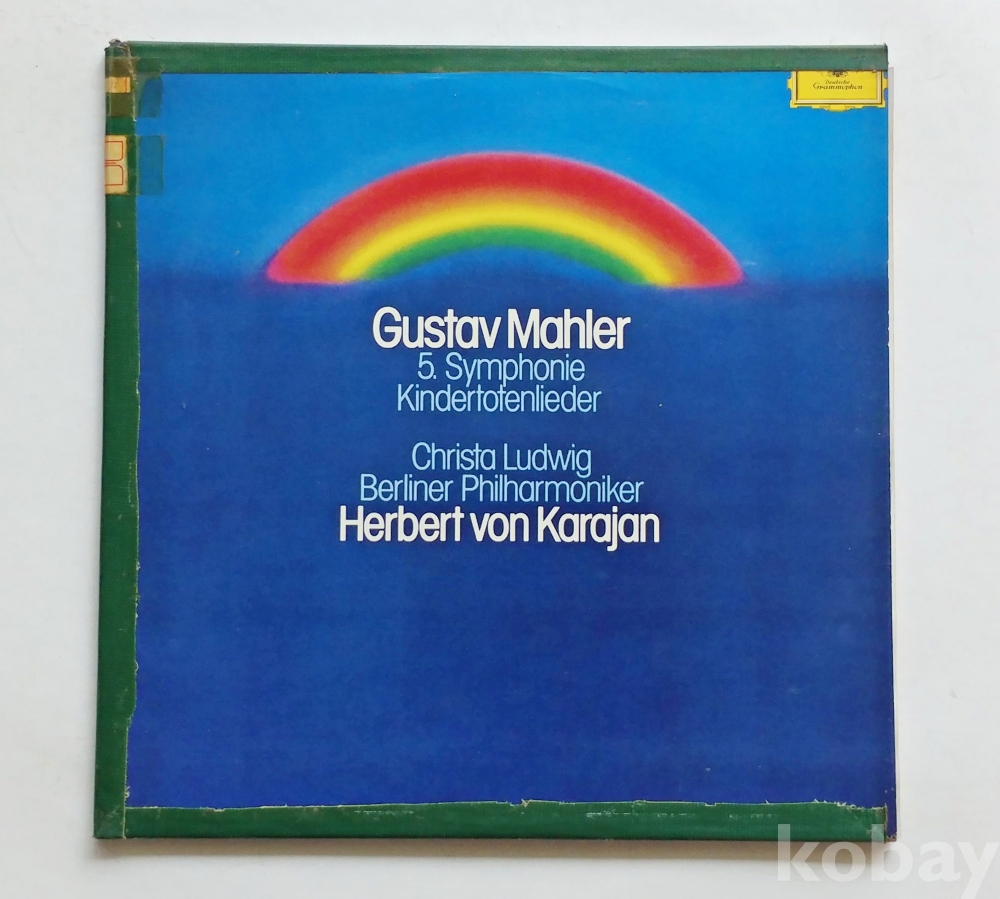 Deutsche
Grammophon
Gustav Mahler
5. Symphonie
Kindertotenlieder
Christa Ludwig
Berliner Philharmoniker
Herbert von Karajan
kobay